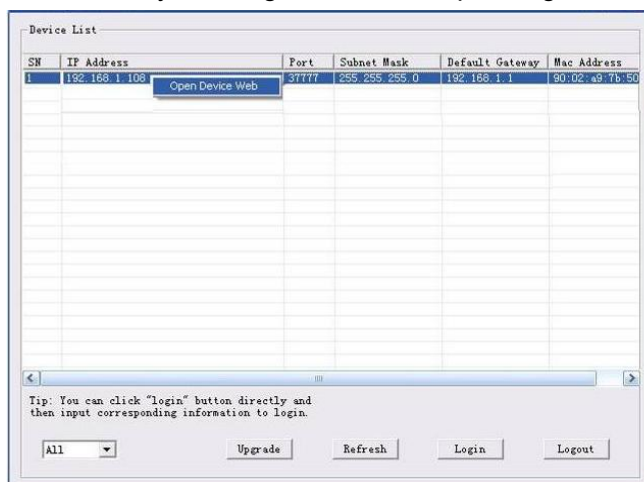 Device List
SN IP Address Port Subnet Mask Default Gateway Mac Address
1 192.168.1.108 37777 255.255.255.0 192.168.1.1 90:02:a9:7b:50
Open Device Web
Tip: You can click "login" button directly and
then input corresponding information to login.
All Upgrade Refresh Login Logout